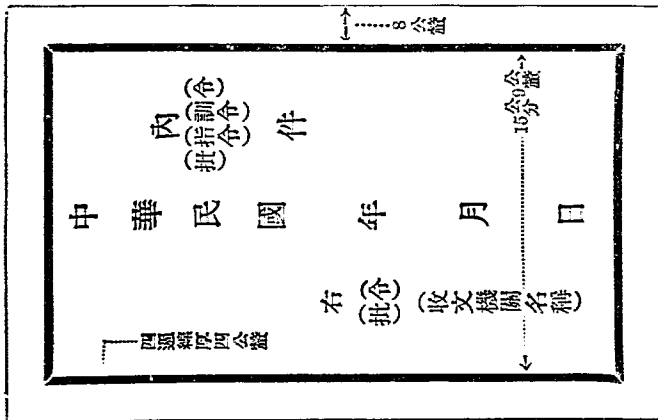 8公釐
15公分9公釐
內(令)(訓令)(指令)(批)件
中華民國 年 月 日
右(令)(批)(收文機關名稱)
四週綫厚四公釐